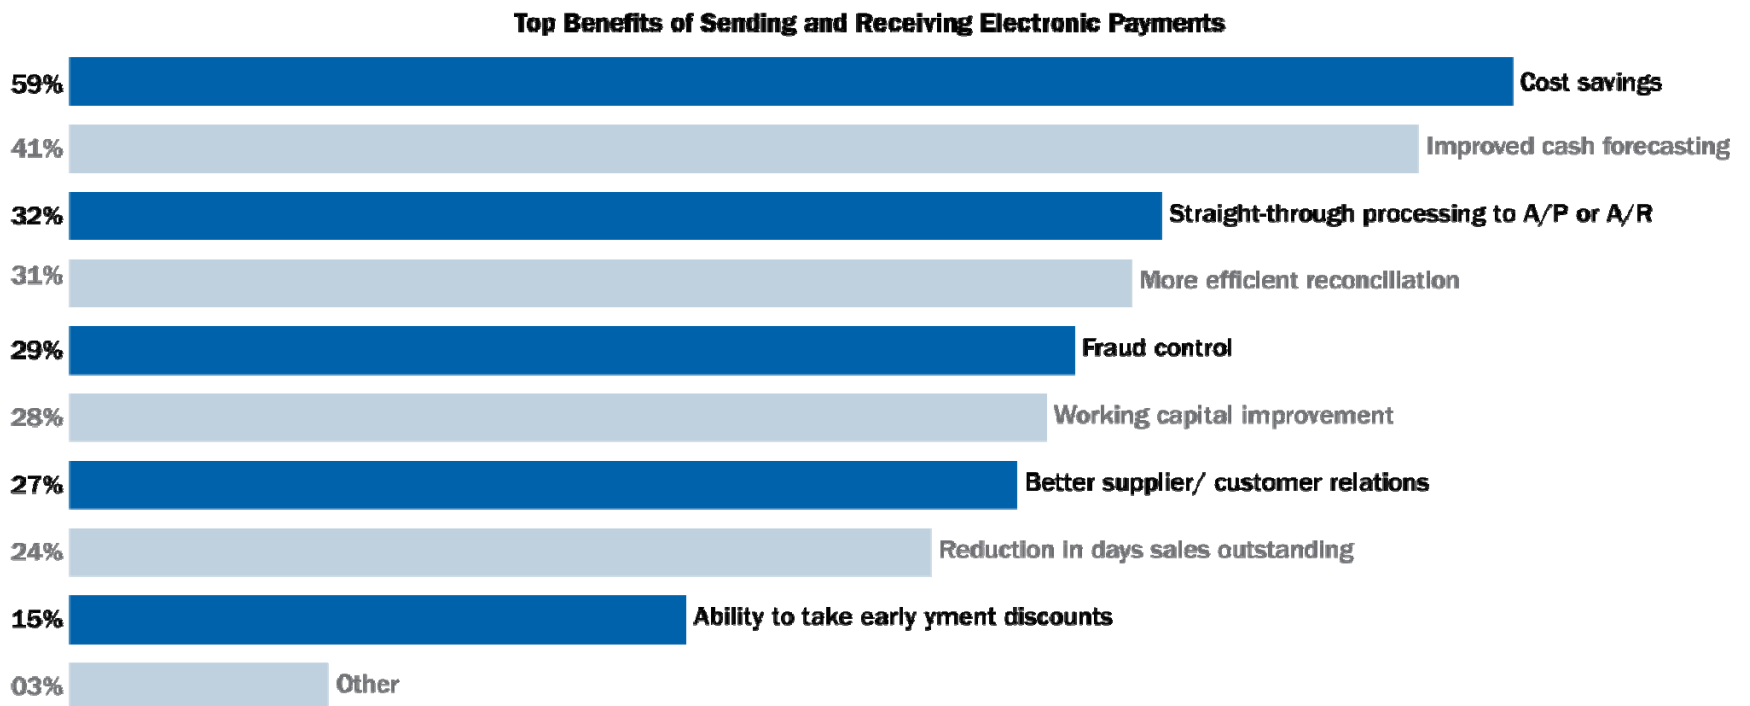 Top Benefits of Sending and Receiving Electronic Payments
59% Cost savings
41% Improved cash forecasting
32% Straight-through processing to A/P or A/R
31% More efficient reconciliation
29% Fraud control
28% Working capital improvement
27% Better supplier/ customer relations
24% Reduction in days sales outstanding
15% Ability to take early yment discounts
03% Other